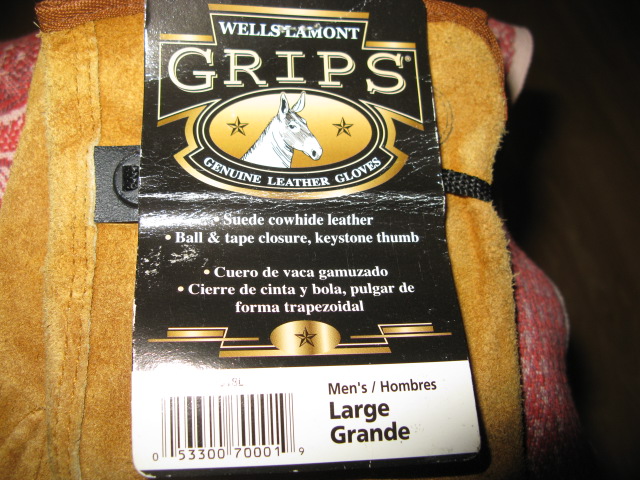 WELLS LAMONT
GRIPS®
GENUINE LEATHER GLOVES
• Suede cowhide leather
• Ball & tape closure, keystone thumb
• Cuero de vaca gamuzado
• Cierre de cinta y bola, pulgar de
forma trapezoidal
Men's / Hombres
Large
Grande
0 53300 70001 9